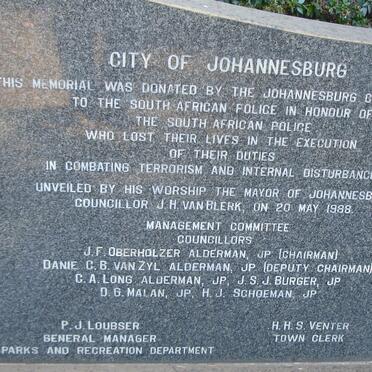 CITY OF JOHANNESBURG
THIS MEMORIAL WAS DONATED BY THE JOHANNESBURG
TO THE SOUTH AFRICAN POLICE IN HONOUR OF
THE SOUTH AFRICAN POLICE
WHO LOST THEIR LIVES IN THE EXECUTION
OF THEIR DUTIES
IN COMBATING TERRORISM AND INTERNAL DISTURBANC
UNVEILED BY HIS WORSHIP THE MAYOR OF JOHANNESB
COUNCILLOR J.H. VAN BLERK, ON 20 MAY 1988.
MANAGEMENT COMMITTEE
COUNCILLORS
J.F. OBERHOLZER ALDERMAN, JP (CHAIRMAN)
DANIE C.B. VAN ZYL ALDERMAN, JP (DEPUTY CHAIRMAN)
C.A. LONG ALDERMAN, JP, J.S.J. BURGER, JP
D.G. MALAN, JP, H.J. SCHOEMAN, JP
P.J. LOUBSER
GENERAL MANAGER
PARKS AND RECREATION DEPARTMENT
H.H.S. VENTER
TOWN CLERK